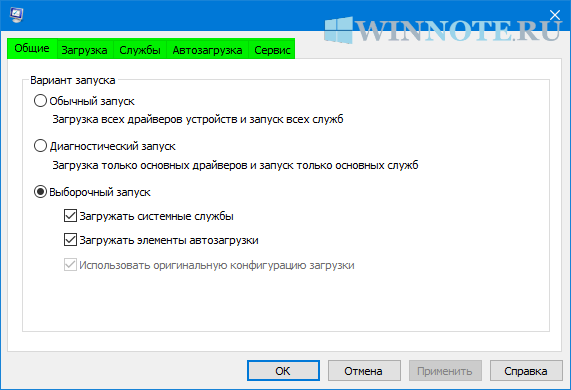 WINNOTE.RU
Общие Загрузка Службы Автозагрузка Сервис
Вариант запуска
Обычный запуск
Загрузка всех драйверов устройств и запуск всех служб
Диагностический запуск
Загрузка только основных драйверов и запуск только основных служб
Выборочный запуск
Загружать системные службы
Загружать элементы автозагрузки
Использовать оригинальную конфигурацию загрузки
OK Отмена Применить Справка